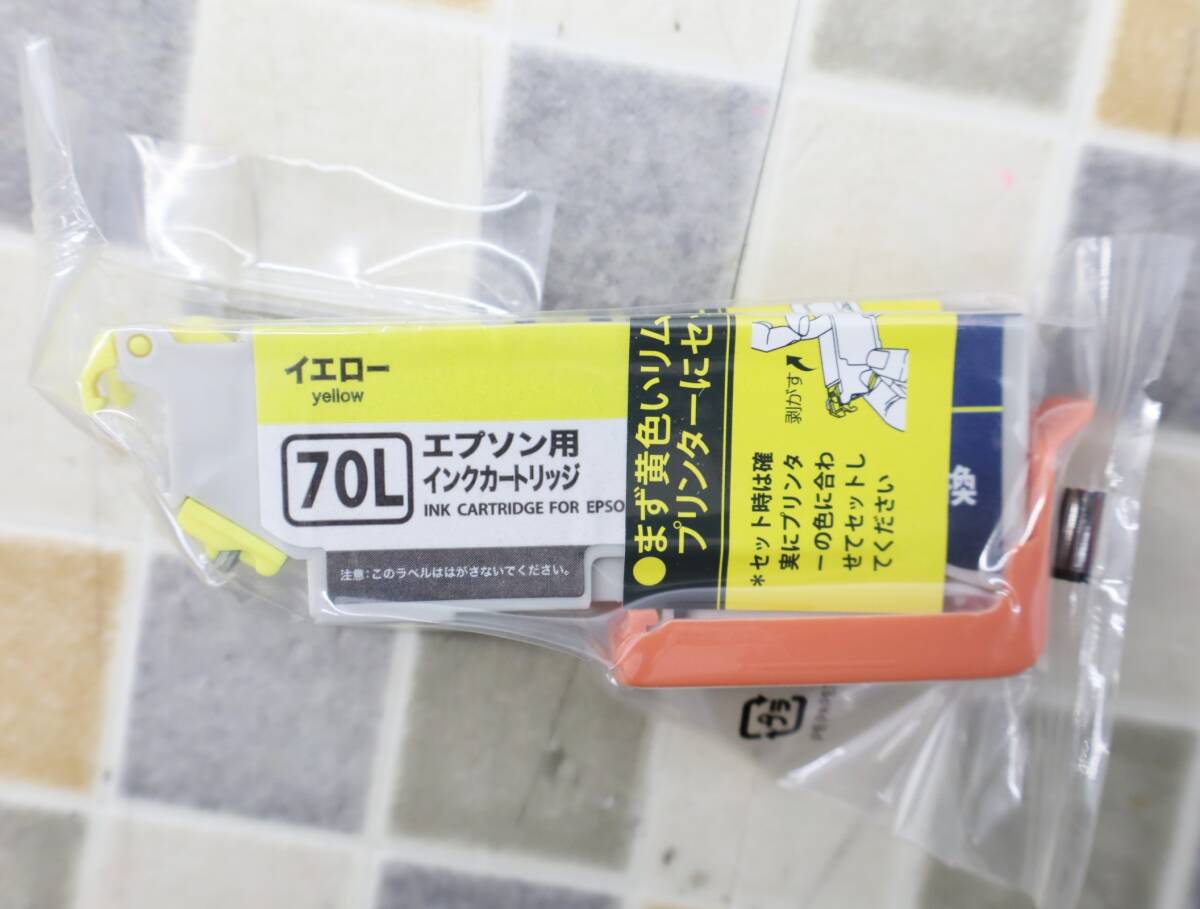 イエロー
yellow
70L
エプソン用
インクカートリッジ
INK CARTRIDGE FOR EPSO
注意：このラベルははがさないでください。
●まず黄色いリム
プリンターにセ
剥がす
*セット時は確
実にプリンタ
ーの色に合わ
せてセットし
てください
換
プラ